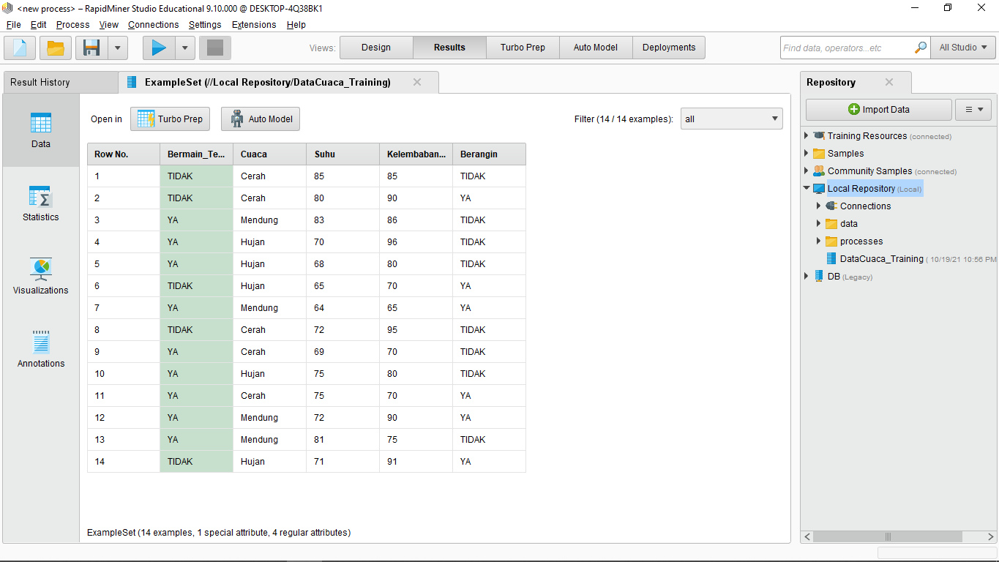 <new process> – RapidMiner Studio Educational 9.10.000 @ DESKTOP-4Q38BK1
File Edit Process View Connections Settings Extensions Help
Views: Design Results Turbo Prep Auto Model Deployments Find data, operators...etc All Studio
Result History ExampleSet (//Local Repository/DataCuaca_Training)
Data
Statistics
Visualizations
Annotations
Open in Turbo Prep Auto Model Filter (14 / 14 examples): all
Row No. Bermain_Te... Cuaca Suhu Kelembaban... Berangin
1 TIDAK Cerah 85 85 TIDAK
2 TIDAK Cerah 80 90 YA
3 YA Mendung 83 86 TIDAK
4 YA Hujan 70 96 TIDAK
5 YA Hujan 68 80 TIDAK
6 TIDAK Hujan 65 70 YA
7 YA Mendung 64 65 YA
8 TIDAK Cerah 72 95 TIDAK
9 YA Cerah 69 70 TIDAK
10 YA Hujan 75 80 TIDAK
11 YA Cerah 75 70 YA
12 YA Mendung 72 90 YA
13 YA Mendung 81 75 TIDAK
14 TIDAK Hujan 71 91 YA
ExampleSet (14 examples, 1 special attribute, 4 regular attributes)
Repository
Import Data
Training Resources (connected)
Samples
Community Samples (connected)
Local Repository (Local)
Connections
data
processes
DataCuaca_Training ( 10/19/21 10:56 PM
DB (Legacy)